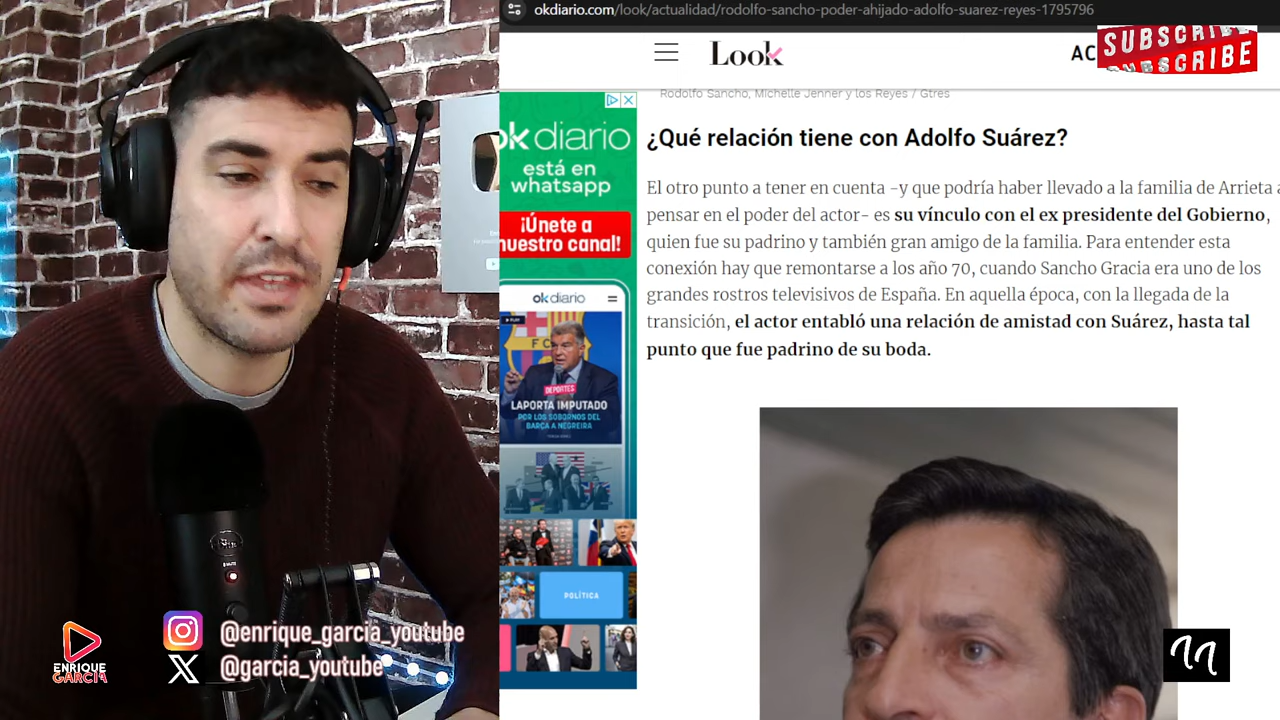 okdiario.com/look/actualidad/rodolfo-sancho-poder-ahijado-adolfo-suarez-reyes-1795796
Look
AC
SUBSCRIBE
SUBSCRIBE
Rodolfo Sancho, Michelle Jenner y los Reyes / Gtres
¿Qué relación tiene con Adolfo Suárez?
El otro punto a tener en cuenta -y que podría haber llevado a la familia de Arrieta a
pensar en el poder del actor- es su vínculo con el ex presidente del Gobierno,
quien fue su padrino y también gran amigo de la familia. Para entender esta
conexión hay que remontarse a los año 70, cuando Sancho Gracia era uno de los
grandes rostros televisivos de España. En aquella época, con la llegada de la
transición, el actor entabló una relación de amistad con Suárez, hasta tal
punto que fue padrino de su boda.
ok diario
está en
whatsapp
¡Únete a
nuestro canal!
ok diario
DEPORTES
LAPORTA IMPUTADO
POR LOS SOBORNOS DEL
BARÇA A NEGREIRA
POLÍTICA
ENRIQUE
GARCIA
@enrique_garcia_youtube
@garcia_youtube